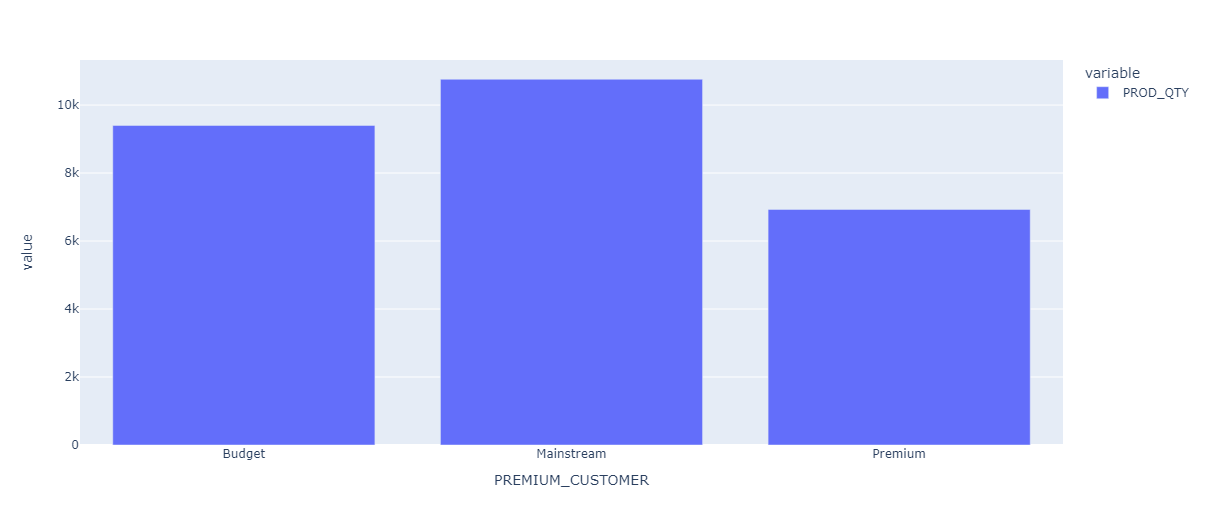 variable
PROD_QTY
value
10k
8k
6k
4k
2k
0
Budget
Mainstream
Premium
PREMIUM_CUSTOMER